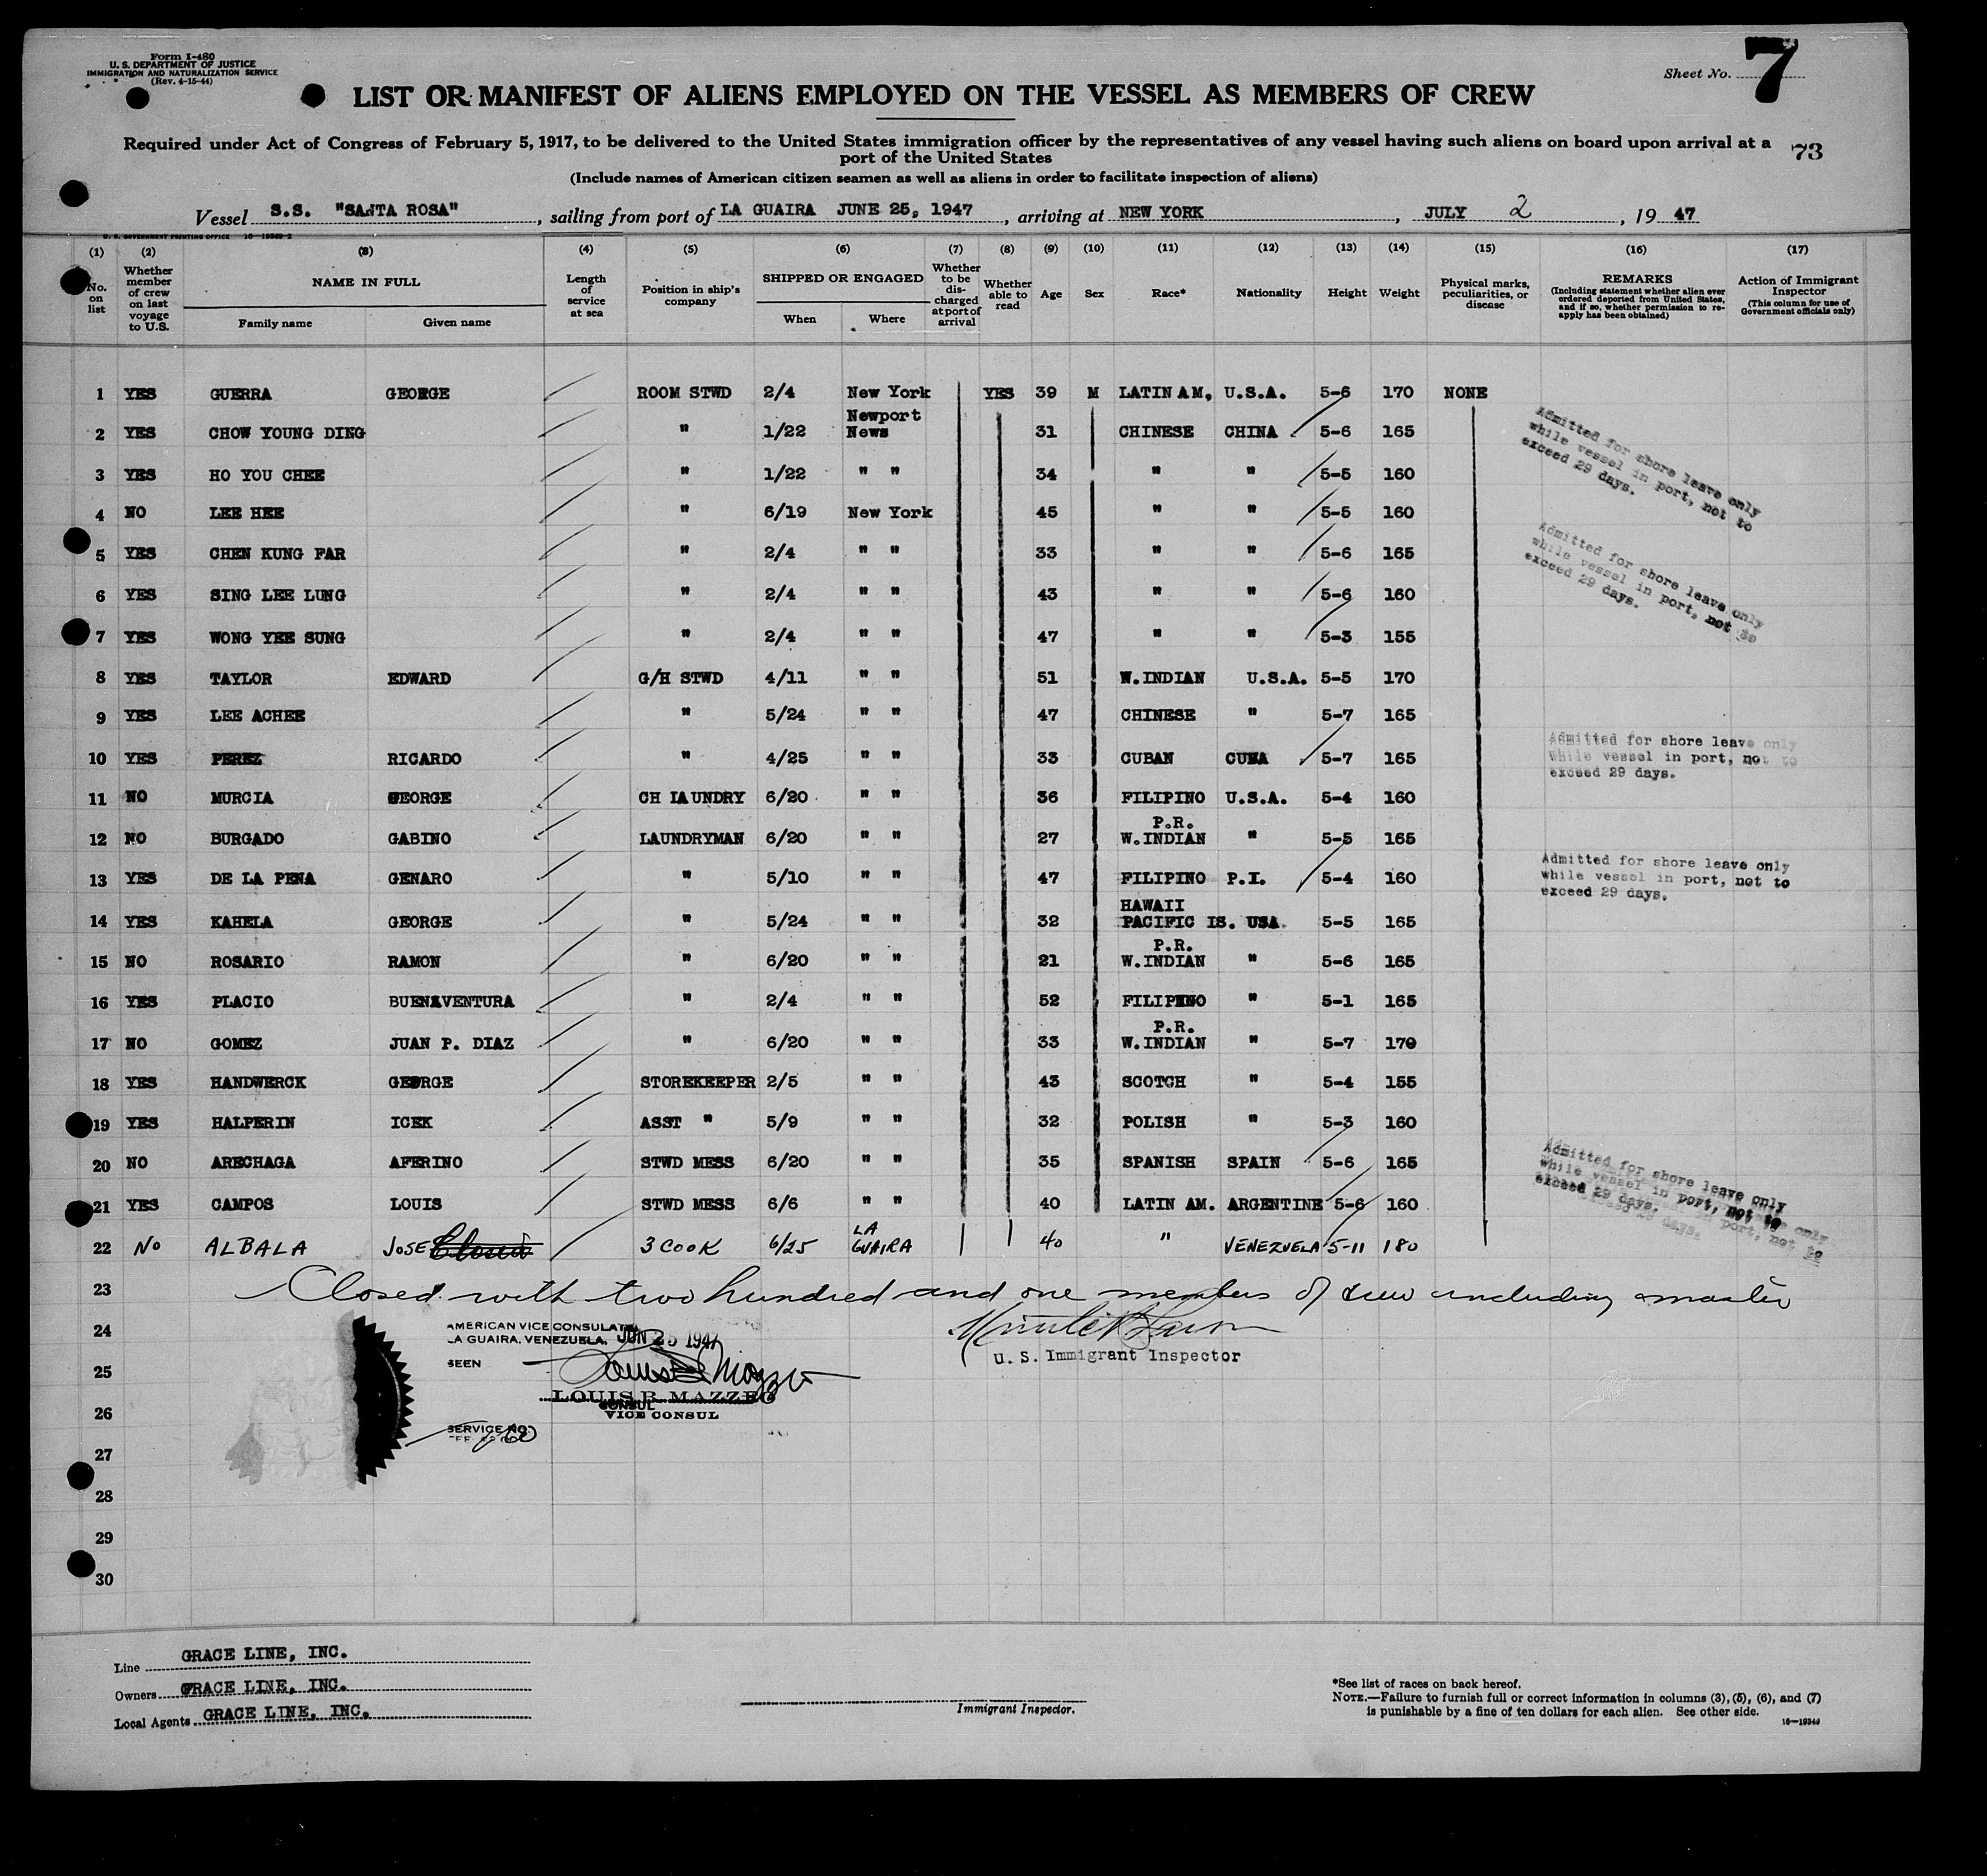 Form I-480
U. S. DEPARTMENT OF JUSTICE
IMMIGRATION AND NATURALIZATION SERVICE
(Rev. 4-15-44)
Sheet No. 7
LIST OR MANIFEST OF ALIENS EMPLOYED ON THE VESSEL AS MEMBERS OF CREW
Required under Act of Congress of February 5, 1917, to be delivered to the United States immigration officer by the representatives of any vessel having such aliens on board upon arrival at a
port of the United States
73
(Include names of American citizen seamen as well as aliens in order to facilitate inspection of aliens)
Vessel S.S. "SANTA ROSA", sailing from port of LA GUAIRA JUNE 25, 1947, arriving at NEW YORK, JULY 2, 19 47
U. S. GOVERNMENT PRINTING OFFICE
(1) (2) (3) (4) (5) (6) (7) (8) (9) (10) (11) (12) (13) (14) (15) (16) (17)
No. on list
Whether member of crew on last voyage to U.S.
NAME IN FULL
Family name
Given name
Length of service at sea
Position in ship's company
SHIPPED OR ENGAGED
When
Where
Whether to be discharged at port of arrival
Whether able to read
Age
Sex
Race*
Nationality
Height
Weight
Physical marks, peculiarities, or disease
REMARKS
(Including statement whether alien ever ordered deported from United States, and if so, whether permission to re-apply has been obtained)
Action of Immigrant Inspector
(This column for use of Government officials only)
1 YES GUERRA GEORGE ROOM STWD 2/4 New York YES 39 M LATIN AM. U.S.A. 5-6 170 NONE
2 YES CHOW YOUNG DING " 1/22 Newport News 31 CHINESE CHINA 5-6 165
3 YES HO YOU CHEE " 1/22 " " 34 " " 5-5 160
Admitted for shore leave only
while vessel in port, not to
exceed 29 days.
4 NO LEE HEE " 6/19 New York 45 " " 5-5 160
5 YES CHEN KUNG FAR " 2/4 " " 33 " " 5-6 165
6 YES SING LEE LUNG " 2/4 " " 43 " " 5-6 160
Admitted for shore leave only
while vessel in port, not to
exceed 29 days.
7 YES WONG YEE SUNG " 2/4 " " 47 " " 5-3 155
8 YES TAYLOR EDWARD G/H STWD 4/11 " " 51 W.INDIAN U.S.A. 5-5 170
9 YES LEE ACHEE " 5/24 " " 47 CHINESE " 5-7 165
10 YES PEREZ RICARDO " 4/25 " " 33 CUBAN CUBA 5-7 165
Admitted for shore leave only
while vessel in port, not to
exceed 29 days.
11 NO MURCIA GEORGE CH LAUNDRY 6/20 " " 36 FILIPINO U.S.A. 5-4 160
12 NO BURGADO GABINO LAUNDRYMAN 6/20 " " 27 P.R. W.INDIAN " 5-5 165
13 YES DE LA PENA GENARO " 5/10 " " 47 FILIPINO P.I. 5-4 160
Admitted for shore leave only
while vessel in port, not to
exceed 29 days.
14 YES KAHELA GEORGE " 5/24 " " 32 HAWAII PACIFIC IS. USA 5-5 165
15 NO ROSARIO RAMON " 6/20 " " 21 P.R. W.INDIAN " 5-6 165
16 YES PLACIO BUENAVENTURA " 2/4 " " 52 FILIPINO " 5-1 165
17 NO GOMEZ JUAN P. DIAZ " 6/20 " " 33 P.R. W.INDIAN " 5-7 170
18 YES HANDWERCK GEORGE STOREKEEPER 2/5 " " 43 SCOTCH " 5-4 155
19 YES HALPERIN ICEK ASST " 5/9 " " 32 POLISH " 5-3 160
20 NO ARECHAGA AFERINO STWD MESS 6/20 " " 35 SPANISH SPAIN 5-6 165
21 YES CAMPOS LOUIS STWD MESS 6/6 " " 40 LATIN AM. ARGENTINE 5-6 160
Admitted for shore leave only
while vessel in port, not to
exceed 29 days.
22 No ALBALA JOSE 3 COOK 6/25 LA GUAIRA 40 " VENEZUELA 5-11 180
23 Closed with two hundred and one members of crew including master
24
25
26
27
28
29
30
AMERICAN VICE CONSULATE
LA GUAIRA, VENEZUELA. JUN 25 1947
SEEN
LOUIS R. MAZZEO
CONSUL
VICE CONSUL
SERVICE NO.
U. S. Immigrant Inspector
Line GRACE LINE, INC.
Owners GRACE LINE, INC.
Local Agents GRACE LINE, INC.
Immigrant Inspector.
*See list of races on back hereof.
NOTE.—Failure to furnish full or correct information in columns (3), (5), (6), and (7)
is punishable by a fine of ten dollars for each alien. See other side.
16—19349